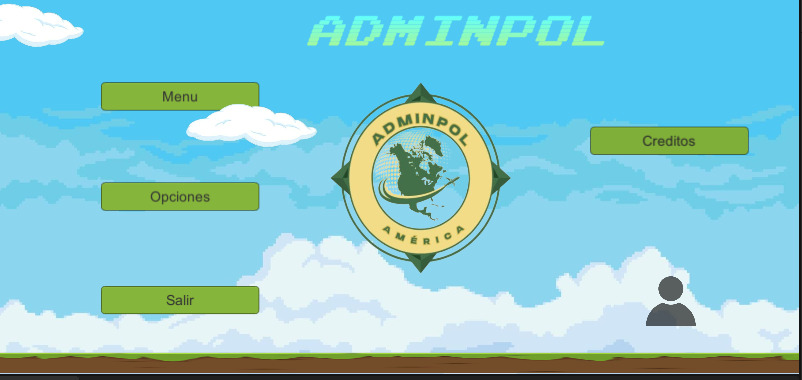 ADMINPOL
Menu
ADMINPOL
Creditos
Opciones
AMÉRICA
Salir